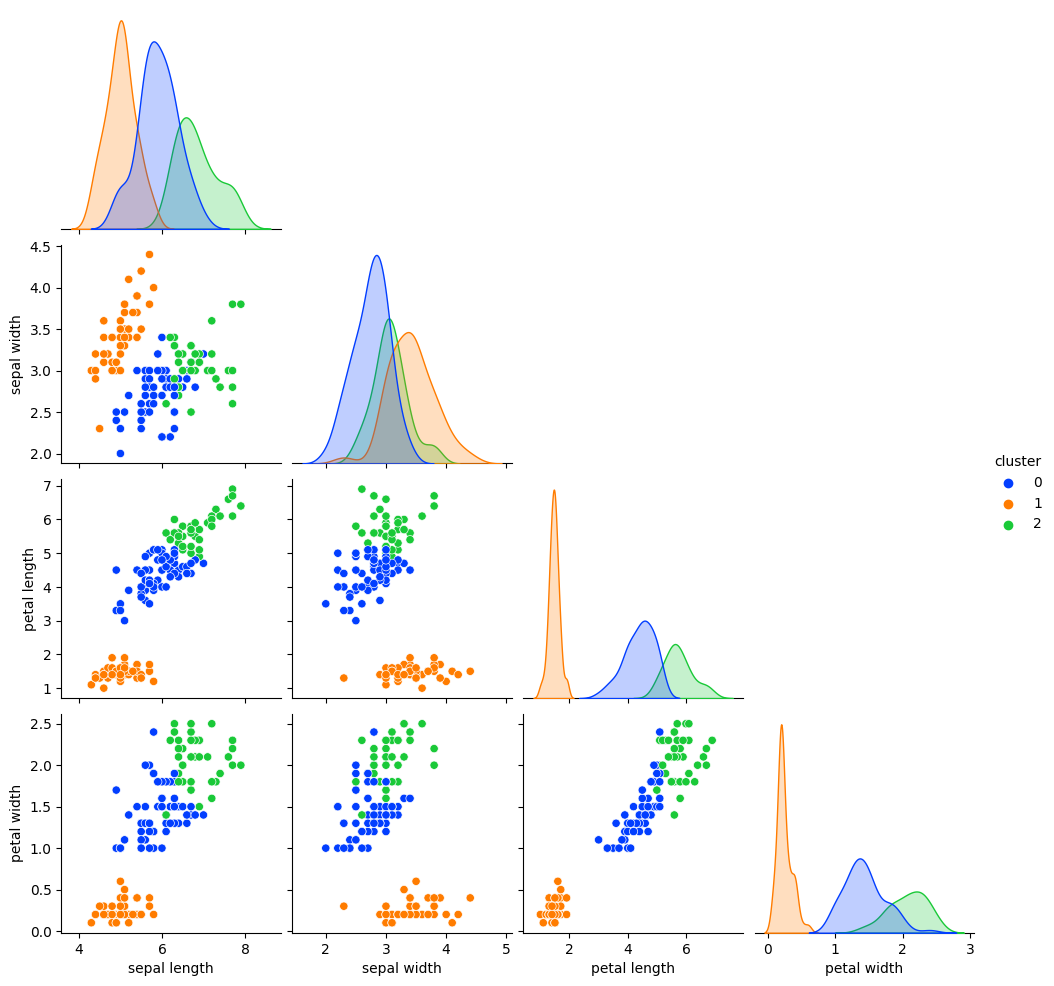 4 6 8
4.5
4.0
3.5
3.0
2.5
2.0
sepal width
2 3 4 5
7
6
5
4
3
2
1
petal length
2.5
2.0
1.5
1.0
0.5
0.0
petal width
2 4 6
0 1 2 3
sepal length
sepal width
petal length
petal width
cluster
0
1
2